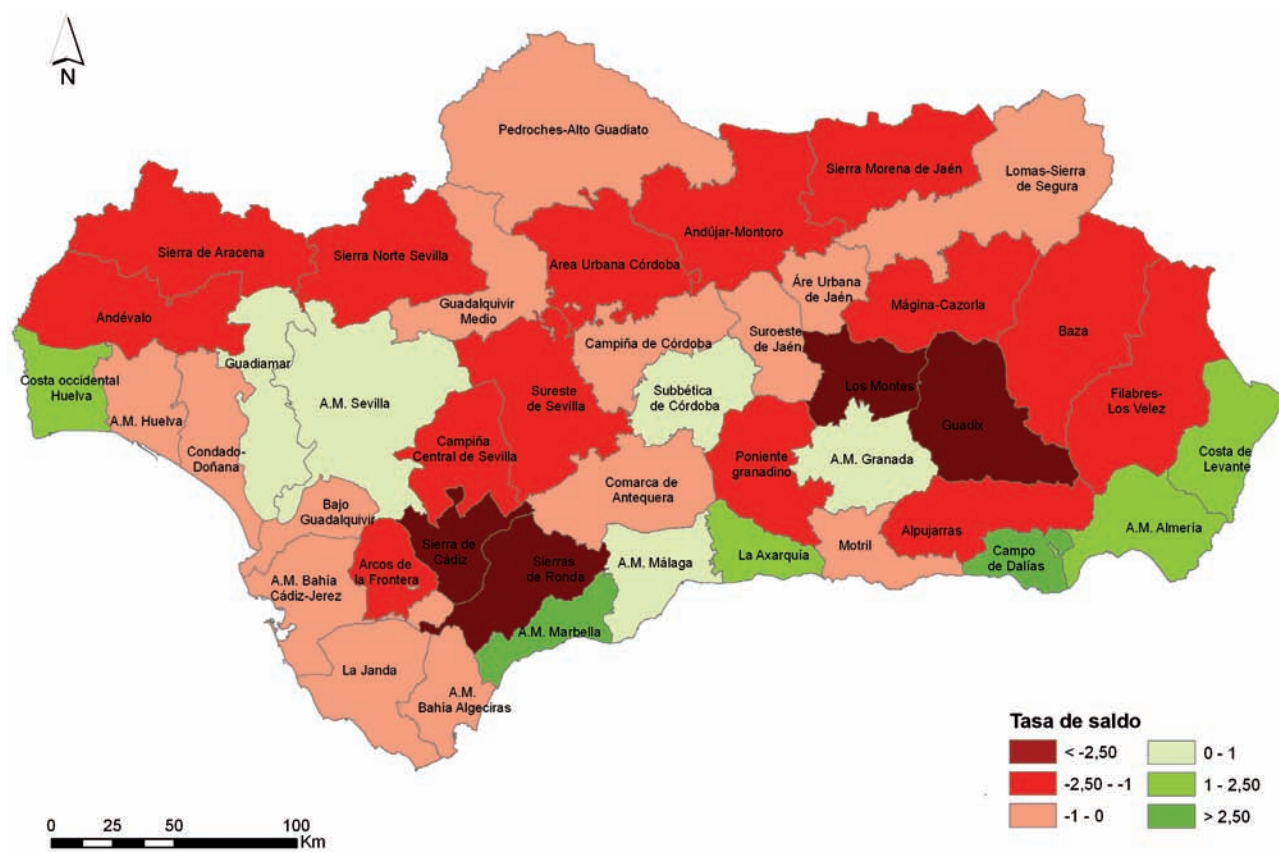 N
Pedroches-Alto Guadiato
Sierra Morena de Jaén
Lomas-Sierra
de Segura
Andújar-Montoro
Sierra de Aracena
Sierra Norte Sevilla
Area Urbana Córdoba
Áre Urbana
de Jaén
Guadalquivir
Medio
Mágina-Cazorla
Andévalo
Baza
Campiña de Córdoba
Suroeste
de Jaén
Guadiamar
Costa occidental
Huelva
Los Montes
Subbética
de Córdoba
Sureste
de Sevilla
A.M. Sevilla
Filabres-
Los Velez
A.M. Huelva
Guadix
Campiña
Central de Sevilla
Condado-
Doñana
Poniente
granadino
A.M. Granada
Costa de
Levante
Comarca de
Antequera
Bajo
Guadalquivir
Alpujarras
A.M. Almería
Motril
Sierra de
Cádiz
La Axarquía
Campo
de Dalías
Sierras
de Ronda
A.M. Málaga
Arcos de
la Frontera
A.M. Bahía
Cádiz-Jerez
A.M. Marbella
La Janda
A.M.
Bahía Algeciras
Tasa de saldo
< -2,50
0 - 1
-2,50 - -1
1 - 2,50
-1 - 0
> 2,50
0 25 50 100
Km